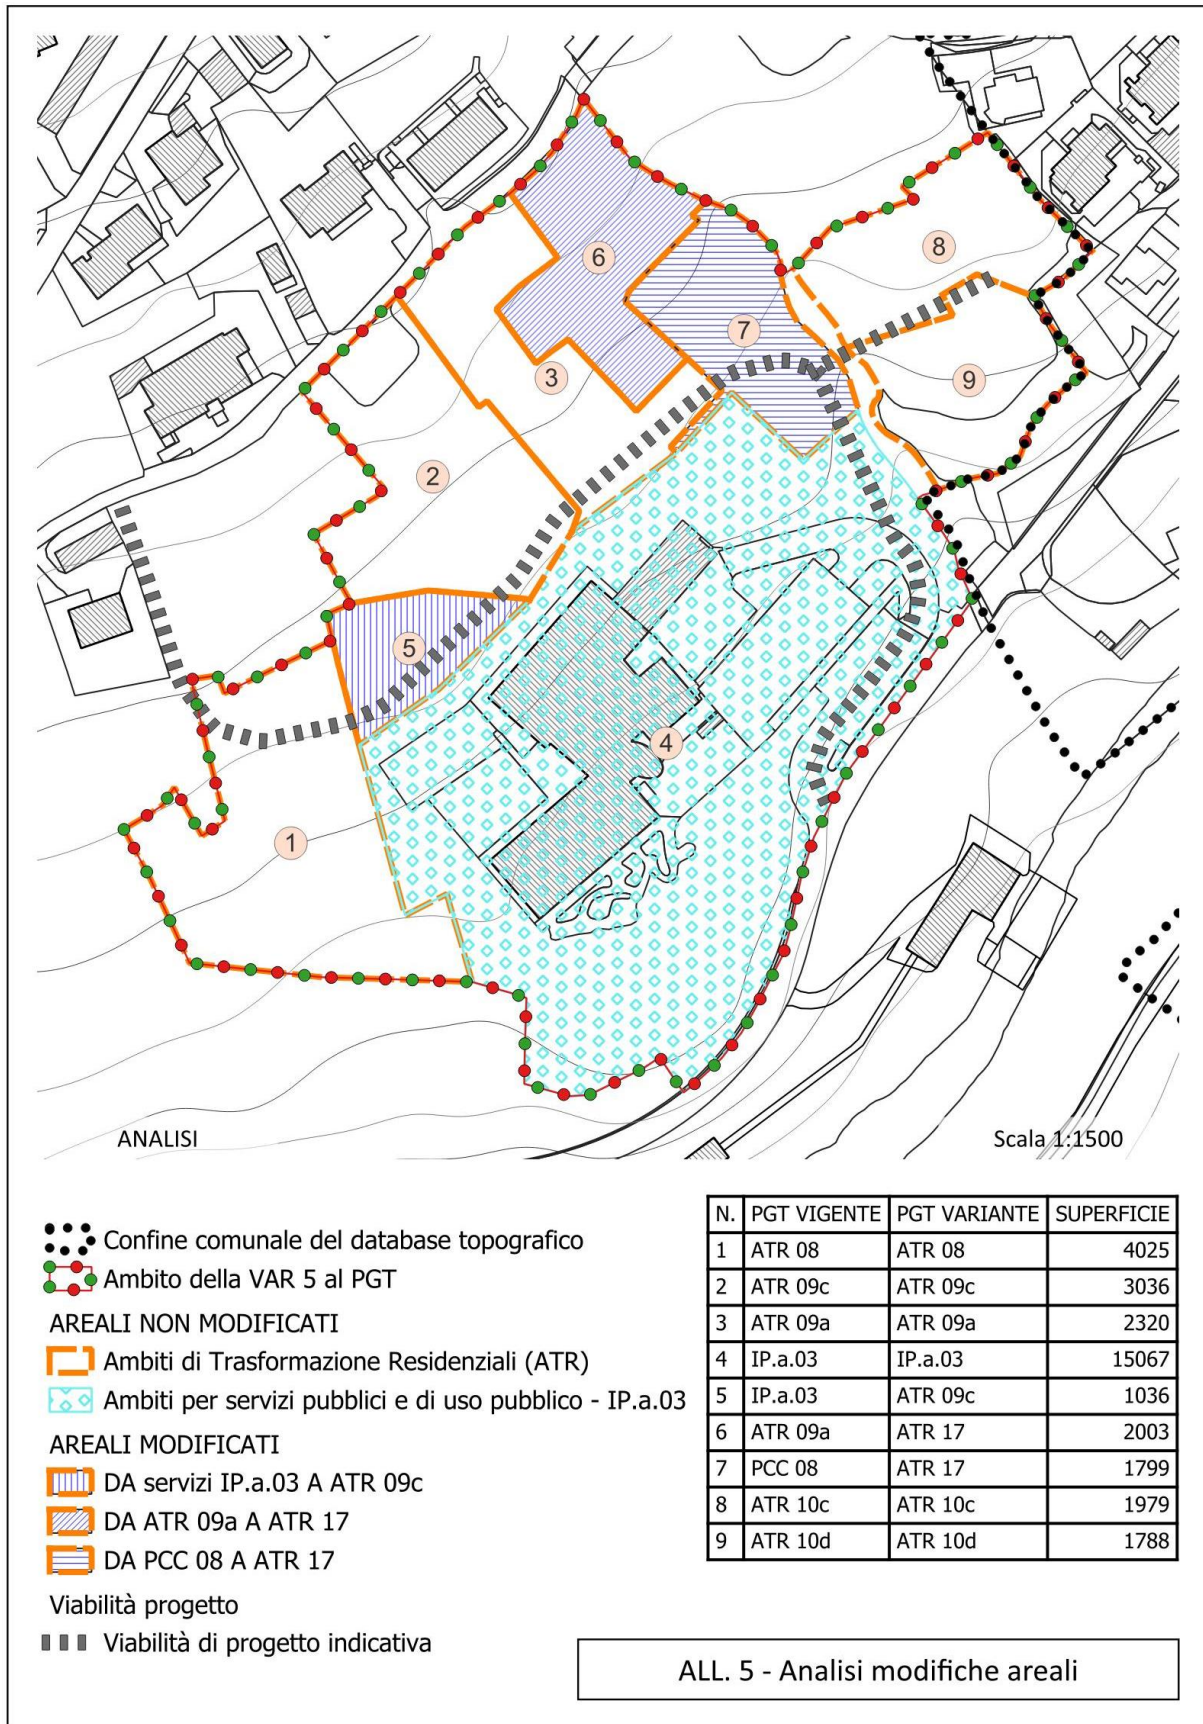 6
8
7
3
9
2
5
4
1
ANALISI
Scala 1:1500
Confine comunale del database topografico
Ambito della VAR 5 al PGT
AREALI NON MODIFICATI
Ambiti di Trasformazione Residenziali (ATR)
Ambiti per servizi pubblici e di uso pubblico - IP.a.03
AREALI MODIFICATI
DA servizi IP.a.03 A ATR 09c
DA ATR 09a A ATR 17
DA PCC 08 A ATR 17
Viabilità progetto
Viabilità di progetto indicativa
N. PGT VIGENTE PGT VARIANTE SUPERFICIE
1 ATR 08 ATR 08 4025
2 ATR 09c ATR 09c 3036
3 ATR 09a ATR 09a 2320
4 IP.a.03 IP.a.03 15067
5 IP.a.03 ATR 09c 1036
6 ATR 09a ATR 17 2003
7 PCC 08 ATR 17 1799
8 ATR 10c ATR 10c 1979
9 ATR 10d ATR 10d 1788
ALL. 5 - Analisi modifiche areali